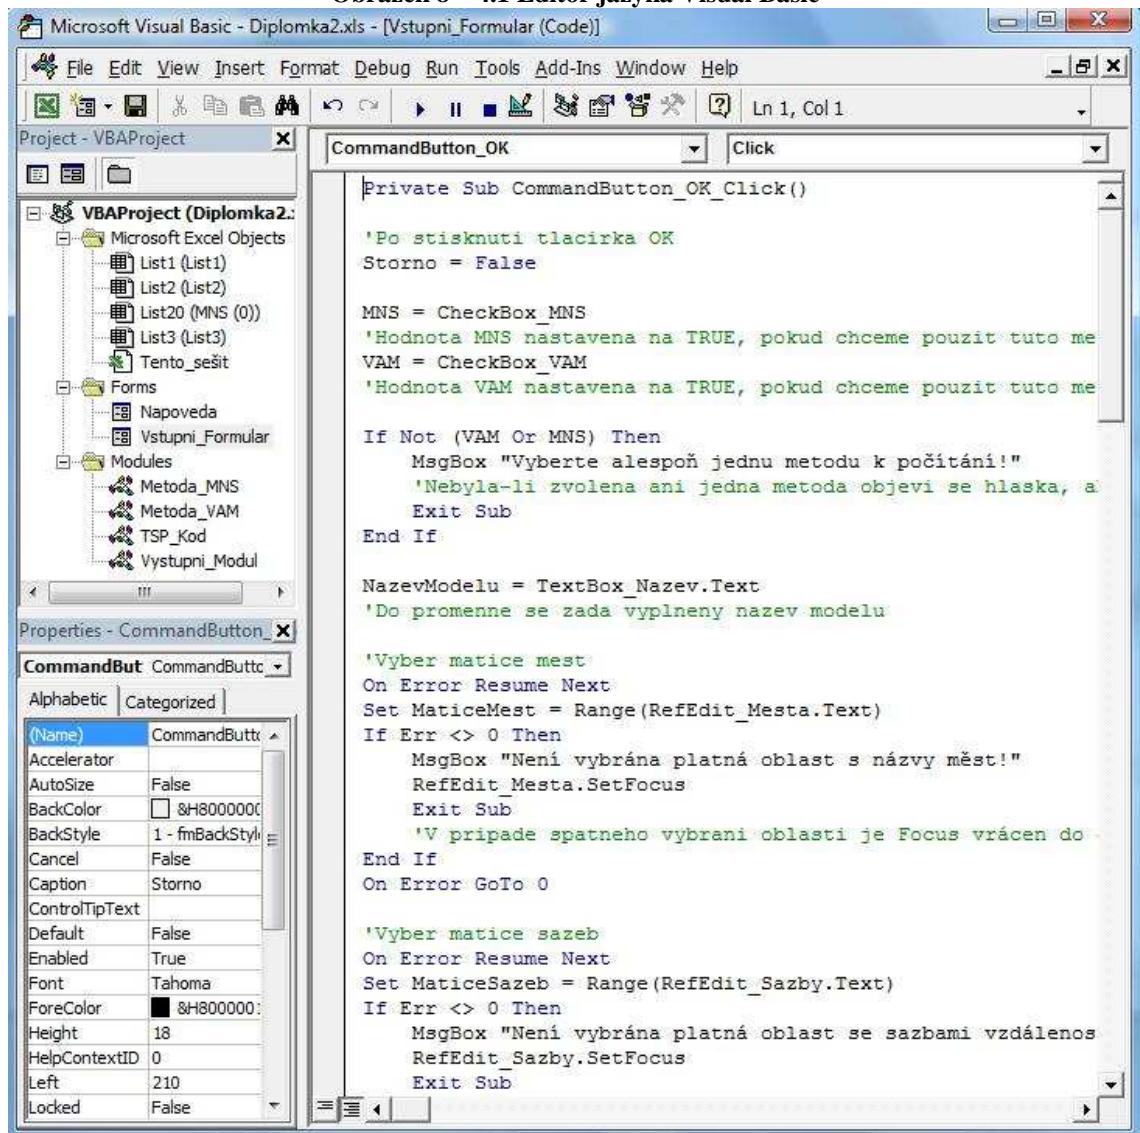 Microsoft Visual Basic - Diplomka2.xls - [Vstupni_Formular (Code)]
File Edit View Insert Format Debug Run Tools Add-Ins Window Help
Ln 1, Col 1
Project - VBAProject
VBAProject (Diplomka2.:
Microsoft Excel Objects
List1 (List1)
List2 (List2)
List20 (MNS (0))
List3 (List3)
Tento_sešit
Forms
Napoveda
Vstupni_Formular
Modules
Metoda_MNS
Metoda_VAM
TSP_Kod
Vystupni_Modul
Properties - CommandButton_
CommandBut CommandButtc
Alphabetic Categorized
(Name) CommandButtc
Accelerator
AutoSize False
BackColor &H8000000
BackStyle 1 - fmBackStyl
Cancel False
Caption Storno
ControlTipText
Default False
Enabled True
Font Tahoma
ForeColor &H8000001
Height 18
HelpContextID 0
Left 210
Locked False
CommandButton_OK Click
Private Sub CommandButton_OK_Click()
'Po stisknuti tlacirka OK
Storno = False
MNS = CheckBox_MNS
'Hodnota MNS nastavena na TRUE, pokud chceme pouzit tuto me
VAM = CheckBox_VAM
'Hodnota VAM nastavena na TRUE, pokud chceme pouzit tuto me
If Not (VAM Or MNS) Then
MsgBox "Vyberte alespoň jednu metodu k počítání!"
'Nebyla-li zvolena ani jedna metoda objevi se hlaska, a
Exit Sub
End If
NazevModelu = TextBox_Nazev.Text
'Do promenne se zada vyplneny nazev modelu
'Vyber matice mest
On Error Resume Next
Set MaticeMest = Range(RefEdit_Mesta.Text)
If Err <> 0 Then
MsgBox "Není vybrána platná oblast s názvy měst!"
RefEdit_Mesta.SetFocus
Exit Sub
'V pripade spatneho vybrani oblasti je Focus vrácen do
End If
On Error GoTo 0
'Vyber matice sazeb
On Error Resume Next
Set MaticeSazeb = Range(RefEdit_Sazby.Text)
If Err <> 0 Then
MsgBox "Není vybrána platná oblast se sazbami vzdálenos
RefEdit_Sazby.SetFocus
Exit Sub